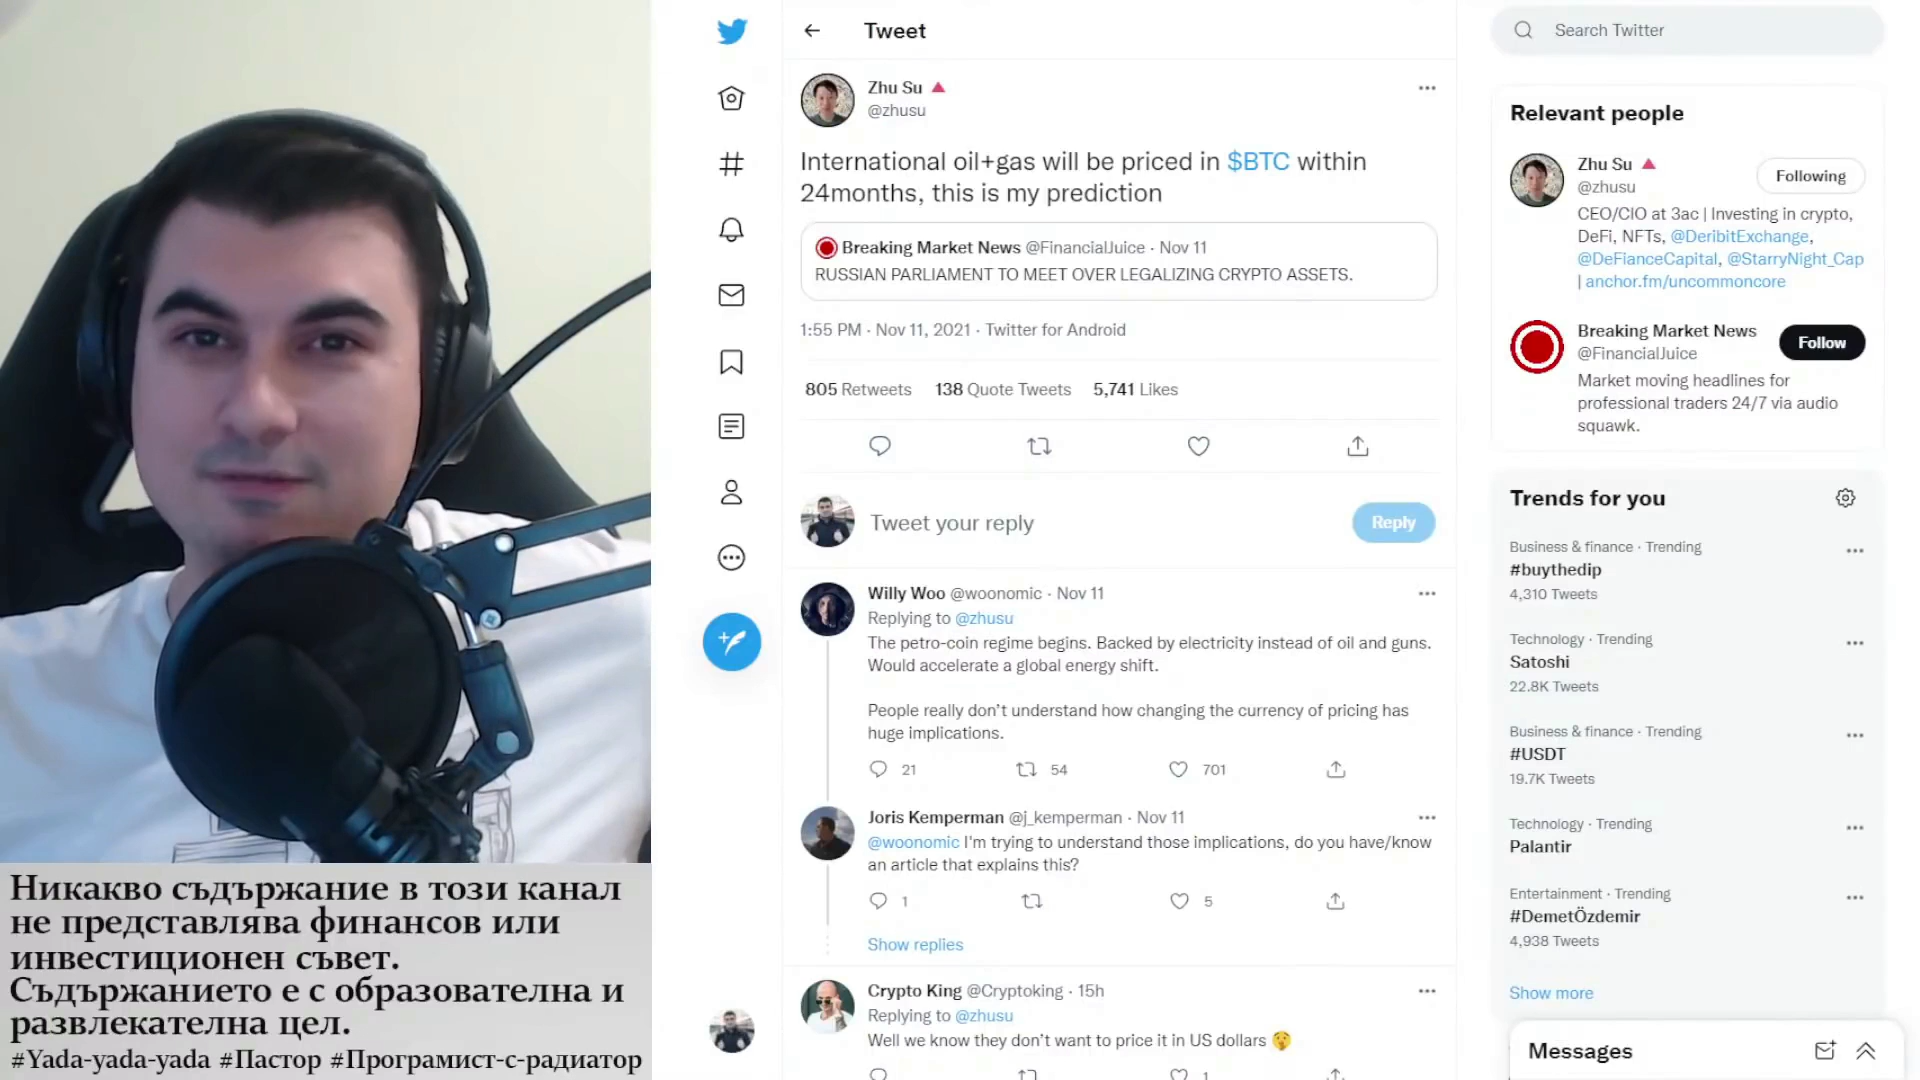 Никакво съдържание в този канал
не представлява финансов или
инвестиционен съвет.
Съдържанието е с образователна и
развлекателна цел.
#Yada-yada-yada #Пастор #Програмист-с-радиатор
Tweet
Zhu Su
@zhusu
International oil+gas will be priced in $BTC within
24months, this is my prediction
Breaking Market News @FinancialJuice · Nov 11
RUSSIAN PARLIAMENT TO MEET OVER LEGALIZING CRYPTO ASSETS.
1:55 PM · Nov 11, 2021 · Twitter for Android
805 Retweets 138 Quote Tweets 5,741 Likes
Tweet your reply
Reply
Willy Woo @woonomic · Nov 11
Replying to @zhusu
The petro-coin regime begins. Backed by electricity instead of oil and guns.
Would accelerate a global energy shift.
People really don't understand how changing the currency of pricing has
huge implications.
21 54 701
Joris Kemperman @j_kemperman · Nov 11
@woonomic I'm trying to understand those implications, do you have/know
an article that explains this?
1 5
Show replies
Crypto King @Cryptoking · 15h
Replying to @zhusu
Well we know they don't want to price it in US dollars 🤫
1
Search Twitter
Relevant people
Zhu Su
@zhusu
Following
CEO/CIO at 3ac | Investing in crypto,
DeFi, NFTs, @DeribitExchange,
@DeFianceCapital, @StarryNight_Cap
| anchor.fm/uncommoncore
Breaking Market News
@FinancialJuice
Follow
Market moving headlines for
professional traders 24/7 via audio
squawk.
Trends for you
Business & finance · Trending
#buythedip
4,310 Tweets
Technology · Trending
Satoshi
22.8K Tweets
Business & finance · Trending
#USDT
19.7K Tweets
Technology · Trending
Palantir
Entertainment · Trending
#DemetÖzdemir
4,938 Tweets
Show more
Messages